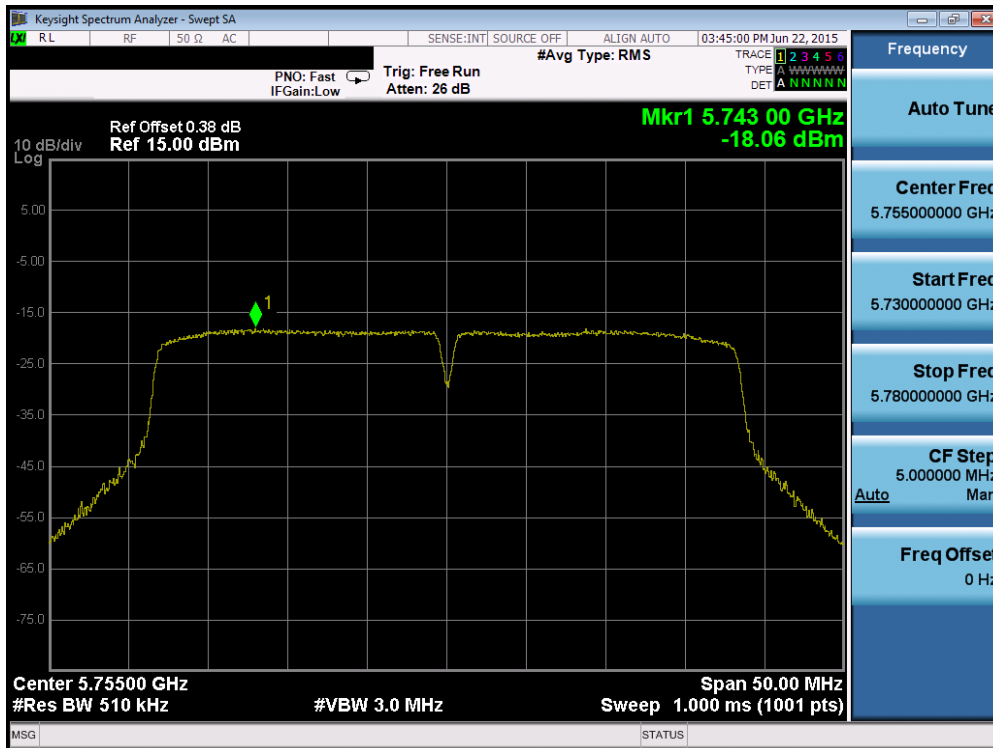 Keysight Spectrum Analyzer - Swept SA
LXI RL RF 50 Ω AC SENSE:INT SOURCE OFF ALIGN AUTO 03:45:00 PM Jun 22, 2015
#Avg Type: RMS
TRACE 1 2 3 4 5 6
PNO: Fast Trig: Free Run
TYPE A WWWWW
IFGain:Low Atten: 26 dB
DET A N N N N N
Frequency
Mkr1 5.743 00 GHz
-18.06 dBm
Ref Offset 0.38 dB
10 dB/div Ref 15.00 dBm
Log
5.00
-5.00
-15.0
-25.0
-35.0
-45.0
-55.0
-65.0
-75.0
1
Center 5.75500 GHz Span 50.00 MHz
#Res BW 510 kHz #VBW 3.0 MHz Sweep 1.000 ms (1001 pts)
Auto Tune
Center Freq
5.755000000 GHz
Start Freq
5.730000000 GHz
Stop Freq
5.780000000 GHz
CF Step
5.000000 MHz
Auto Man
Freq Offset
0 Hz
MSG STATUS